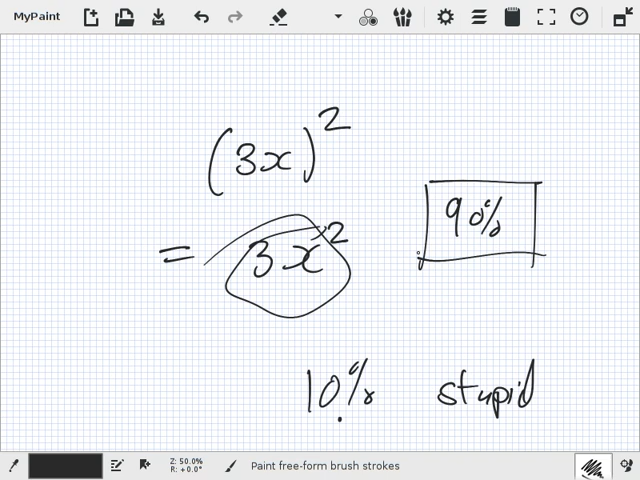 MyPaint
(3x)²
90%
= 3x²
10% stupid
Z: 50.0%
R: +0.0°
Paint free-form brush strokes